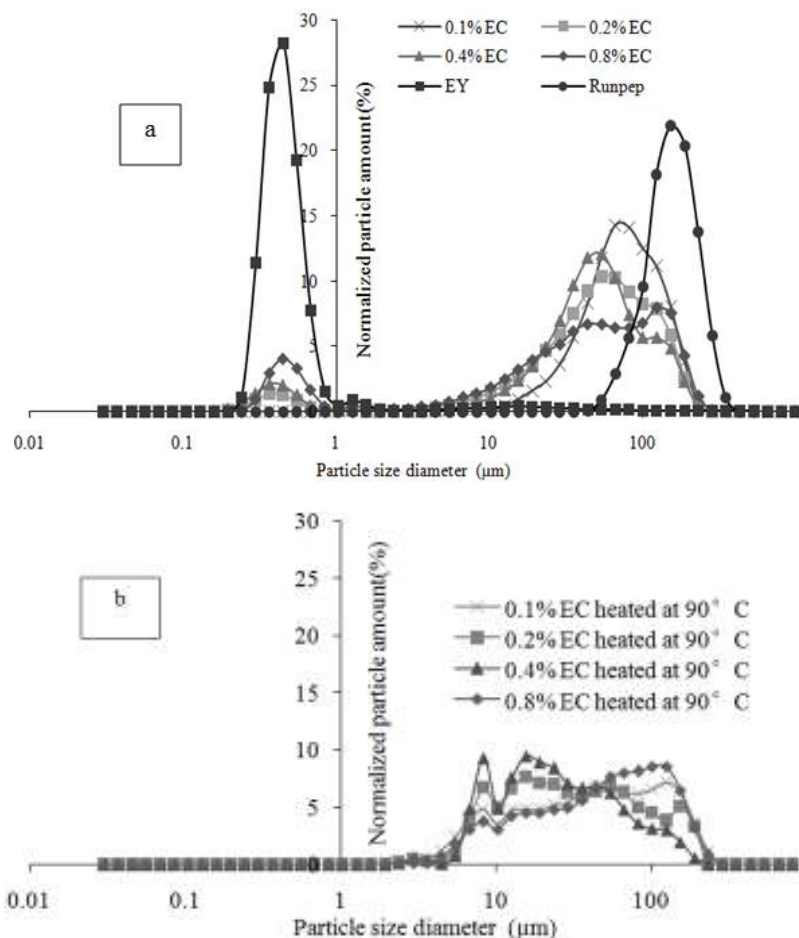 30
25
20
15
10
5
0
Normalized particle amount(%)
a
0.1%EC
0.2%EC
0.4%EC
0.8%EC
EY
Runpep
0.01
0.1
1
10
100
Particle size diameter (μm)
30
25
20
15
10
5
0
Normalized particle amount(%)
b
0.1% EC heated at 90° C
0.2% EC heated at 90° C
0.4% EC heated at 90° C
0.8% EC heated at 90° C
0.01
0.1
1
10
100
Particle size diameter (μm)